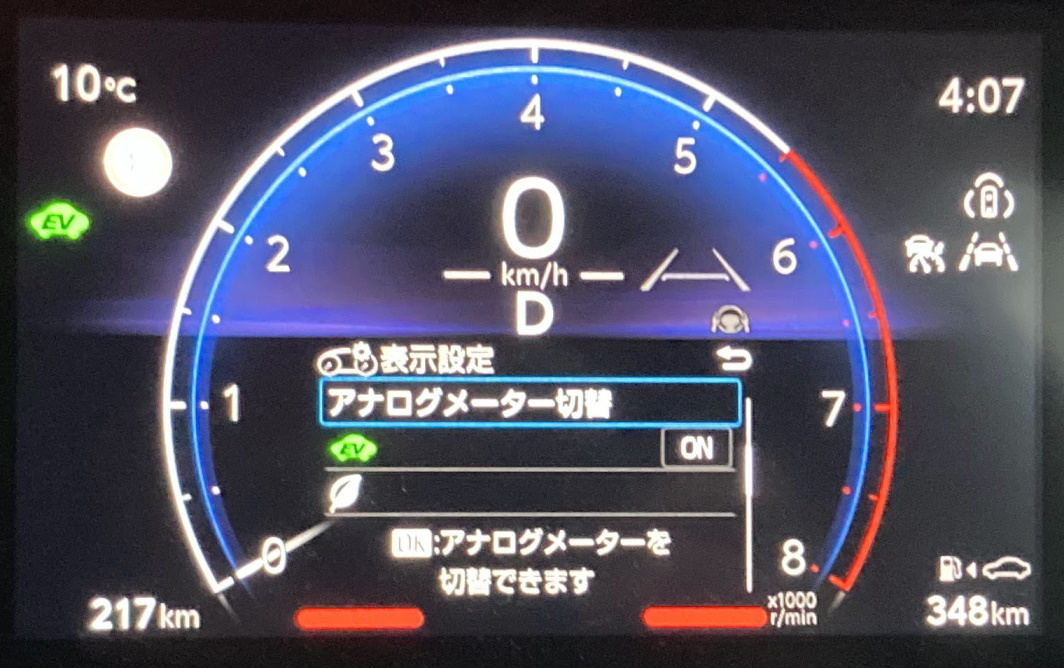 10℃
4:07
4
3
5
0
2
6
km/h
EV
D
表示設定
アナログメーター切替
1
7
EV
ON
OK:アナログメーターを
切替できます
0
8
x1000
r/min
217km
348km